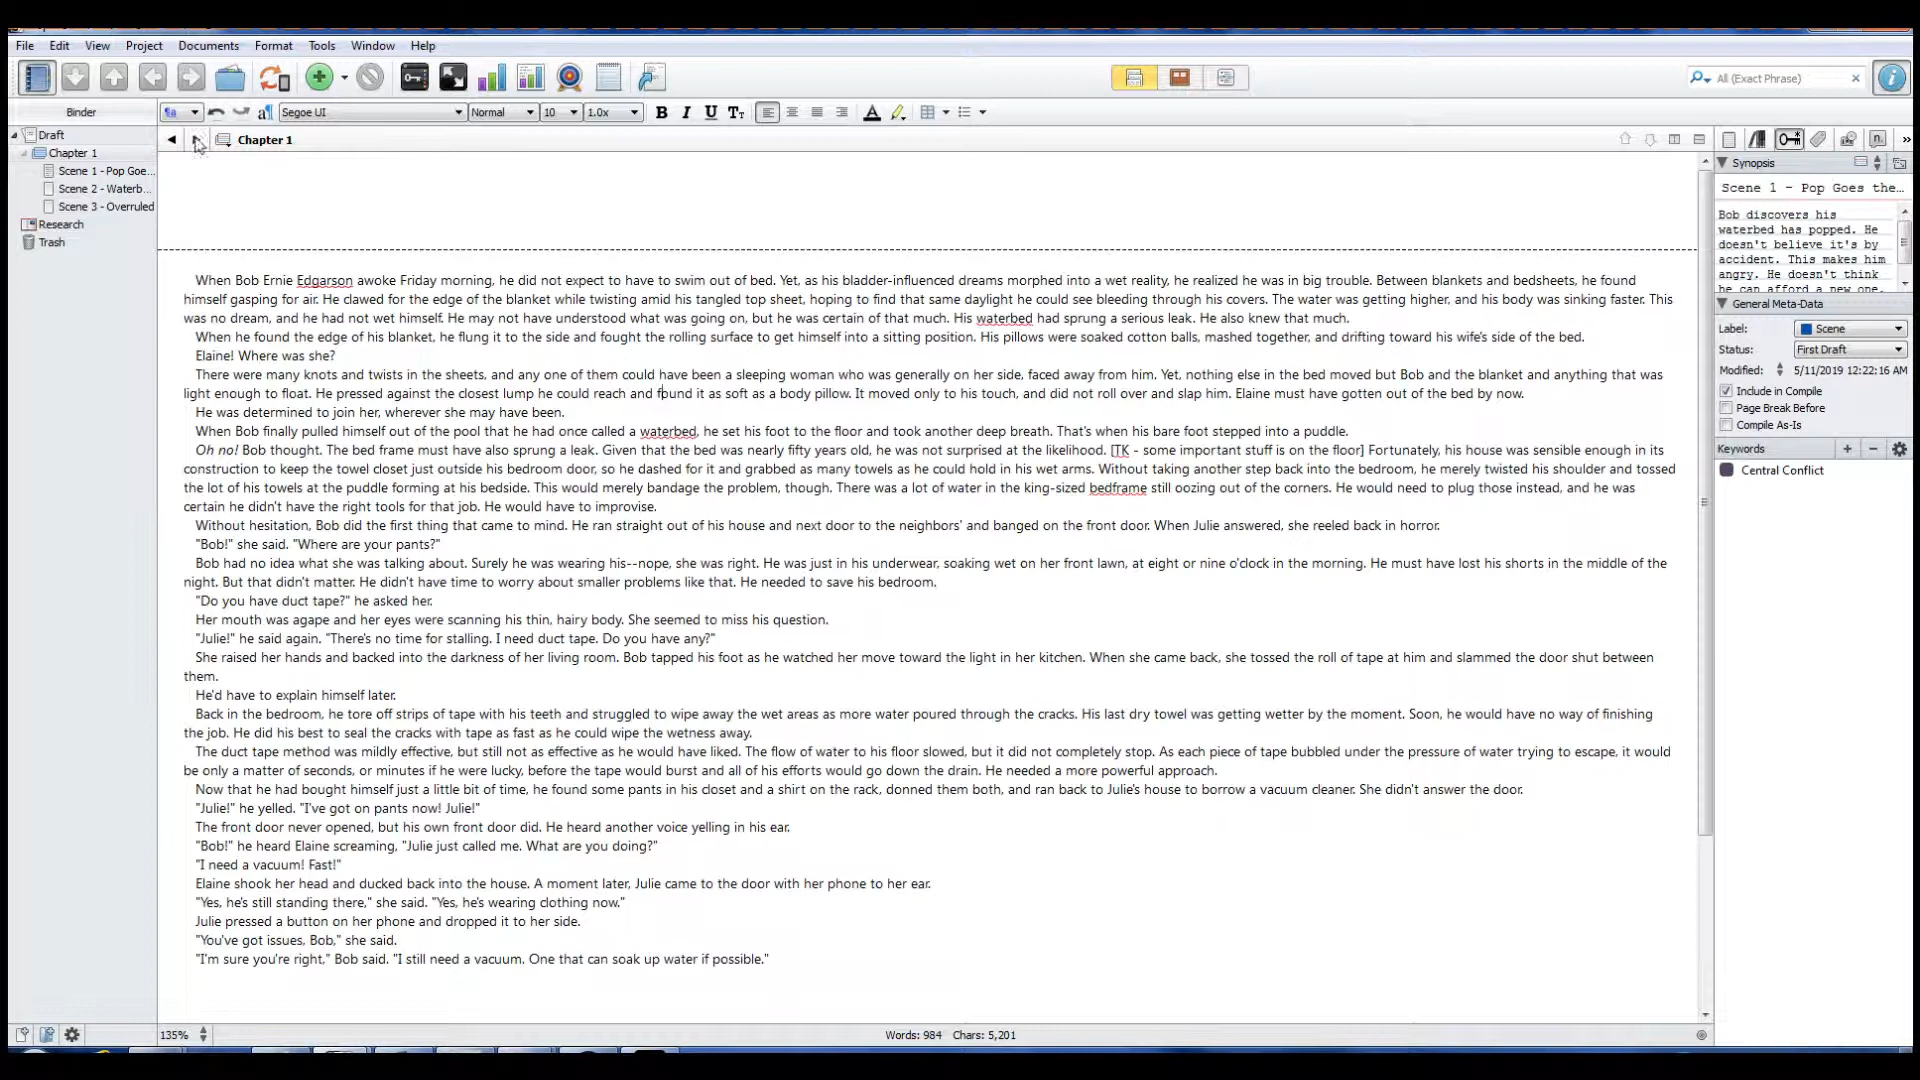 File Edit View Project Documents Format Tools Window Help
All (Exact Phrase)
Binder
Segoe UI Normal 10 1.0x B I U
Draft
Chapter 1
Scene 1 - Pop Goe...
Scene 2 - Waterb...
Scene 3 - Overruled
Research
Trash
Chapter 1
When Bob Ernie Edgarson awoke Friday morning, he did not expect to have to swim out of bed. Yet, as his bladder-influenced dreams morphed into a wet reality, he realized he was in big trouble. Between blankets and bedsheets, he found
himself gasping for air. He clawed for the edge of the blanket while twisting amid his tangled top sheet, hoping to find that same daylight he could see bleeding through his covers. The water was getting higher, and his body was sinking faster. This
was no dream, and he had not wet himself. He may not have understood what was going on, but he was certain of that much. His waterbed had sprung a serious leak. He also knew that much.
When he found the edge of his blanket, he flung it to the side and fought the rolling surface to get himself into a sitting position. His pillows were soaked cotton balls, mashed together, and drifting toward his wife's side of the bed.
Elaine! Where was she?
There were many knots and twists in the sheets, and any one of them could have been a sleeping woman who was generally on her side, faced away from him. Yet, nothing else in the bed moved but Bob and the blanket and anything that was
light enough to float. He pressed against the closest lump he could reach and found it as soft as a body pillow. It moved only to his touch, and did not roll over and slap him. Elaine must have gotten out of the bed by now.
He was determined to join her, wherever she may have been.
When Bob finally pulled himself out of the pool that he had once called a waterbed, he set his foot to the floor and took another deep breath. That's when his bare foot stepped into a puddle.
Oh no! Bob thought. The bed frame must have also sprung a leak. Given that the bed was nearly fifty years old, he was not surprised at the likelihood. [TK - some important stuff is on the floor] Fortunately, his house was sensible enough in its
construction to keep the towel closet just outside his bedroom door, so he dashed for it and grabbed as many towels as he could hold in his wet arms. Without taking another step back into the bedroom, he merely twisted his shoulder and tossed
the lot of his towels at the puddle forming at his bedside. This would merely bandage the problem, though. There was a lot of water in the king-sized bedframe still oozing out of the corners. He would need to plug those instead, and he was
certain he didn't have the right tools for that job. He would have to improvise.
Without hesitation, Bob did the first thing that came to mind. He ran straight out of his house and next door to the neighbors' and banged on the front door. When Julie answered, she reeled back in horror.
"Bob!" she said. "Where are your pants?"
Bob had no idea what she was talking about. Surely he was wearing his--nope, she was right. He was just in his underwear, soaking wet on her front lawn, at eight or nine o'clock in the morning. He must have lost his shorts in the middle of the
night. But that didn't matter. He didn't have time to worry about smaller problems like that. He needed to save his bedroom.
"Do you have duct tape?" he asked her.
Her mouth was agape and her eyes were scanning his thin, hairy body. She seemed to miss his question.
"Julie!" he said again. "There's no time for stalling. I need duct tape. Do you have any?"
She raised her hands and backed into the darkness of her living room. Bob tapped his foot as he watched her move toward the light in her kitchen. When she came back, she tossed the roll of tape at him and slammed the door shut between
them.
He'd have to explain himself later.
Back in the bedroom, he tore off strips of tape with his teeth and struggled to wipe away the wet areas as more water poured through the cracks. His last dry towel was getting wetter by the moment. Soon, he would have no way of finishing
the job. He did his best to seal the cracks with tape as fast as he could wipe the wetness away.
The duct tape method was mildly effective, but still not as effective as he would have liked. The flow of water to his floor slowed, but it did not completely stop. As each piece of tape bubbled under the pressure of water trying to escape, it would
be only a matter of seconds, or minutes if he were lucky, before the tape would burst and all of his efforts would go down the drain. He needed a more powerful approach.
Now that he had bought himself just a little bit of time, he found some pants in his closet and a shirt on the rack, donned them both, and ran back to Julie's house to borrow a vacuum cleaner. She didn't answer the door.
"Julie!" he yelled. "I've got on pants now! Julie!"
The front door never opened, but his own front door did. He heard another voice yelling in his ear.
"Bob!" he heard Elaine screaming, "Julie just called me. What are you doing?"
"I need a vacuum! Fast!"
Elaine shook her head and ducked back into the house. A moment later, Julie came to the door with her phone to her ear.
"Yes, he's still standing there," she said. "Yes, he's wearing clothing now."
Julie pressed a button on her phone and dropped it to her side.
"You've got issues, Bob," she said.
"I'm sure you're right," Bob said. "I still need a vacuum. One that can soak up water if possible."
Synopsis
Scene 1 - Pop Goes the...
Bob discovers his
waterbed has popped. He
doesn't believe it's by
accident. This makes him
angry. He doesn't think
he can afford a new one.
General Meta-Data
Label: Scene
Status: First Draft
Modified: 5/11/2019 12:22:16 AM
Include in Compile
Page Break Before
Compile As-Is
Keywords
Central Conflict
135%
Words: 984 Chars: 5,201